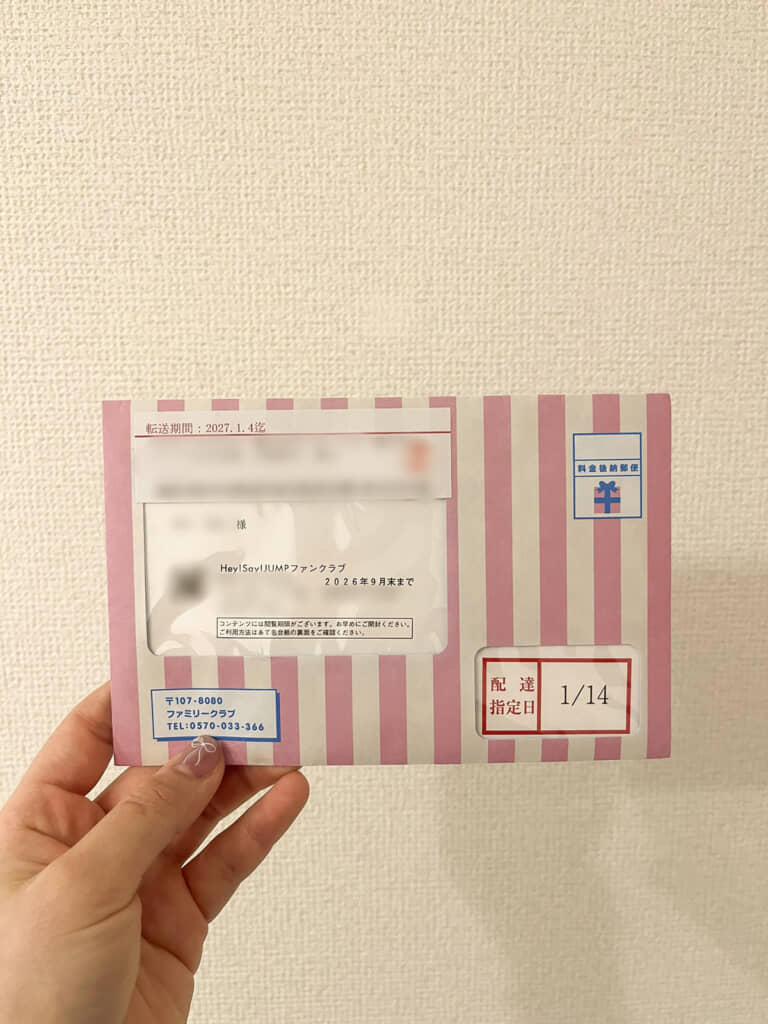 転送期間：2027.1.4迄
様
Hey!Say!JUMPファンクラブ
2026年9月末まで
コンテンツには閲覧期限がございます。お早めにご開封ください。
ご利用方法はあて名台紙の裏面をご確認ください。
料金後納郵便
〒107-8080
ファミリークラブ
TEL:0570-033-366
配達
指定日
1/14